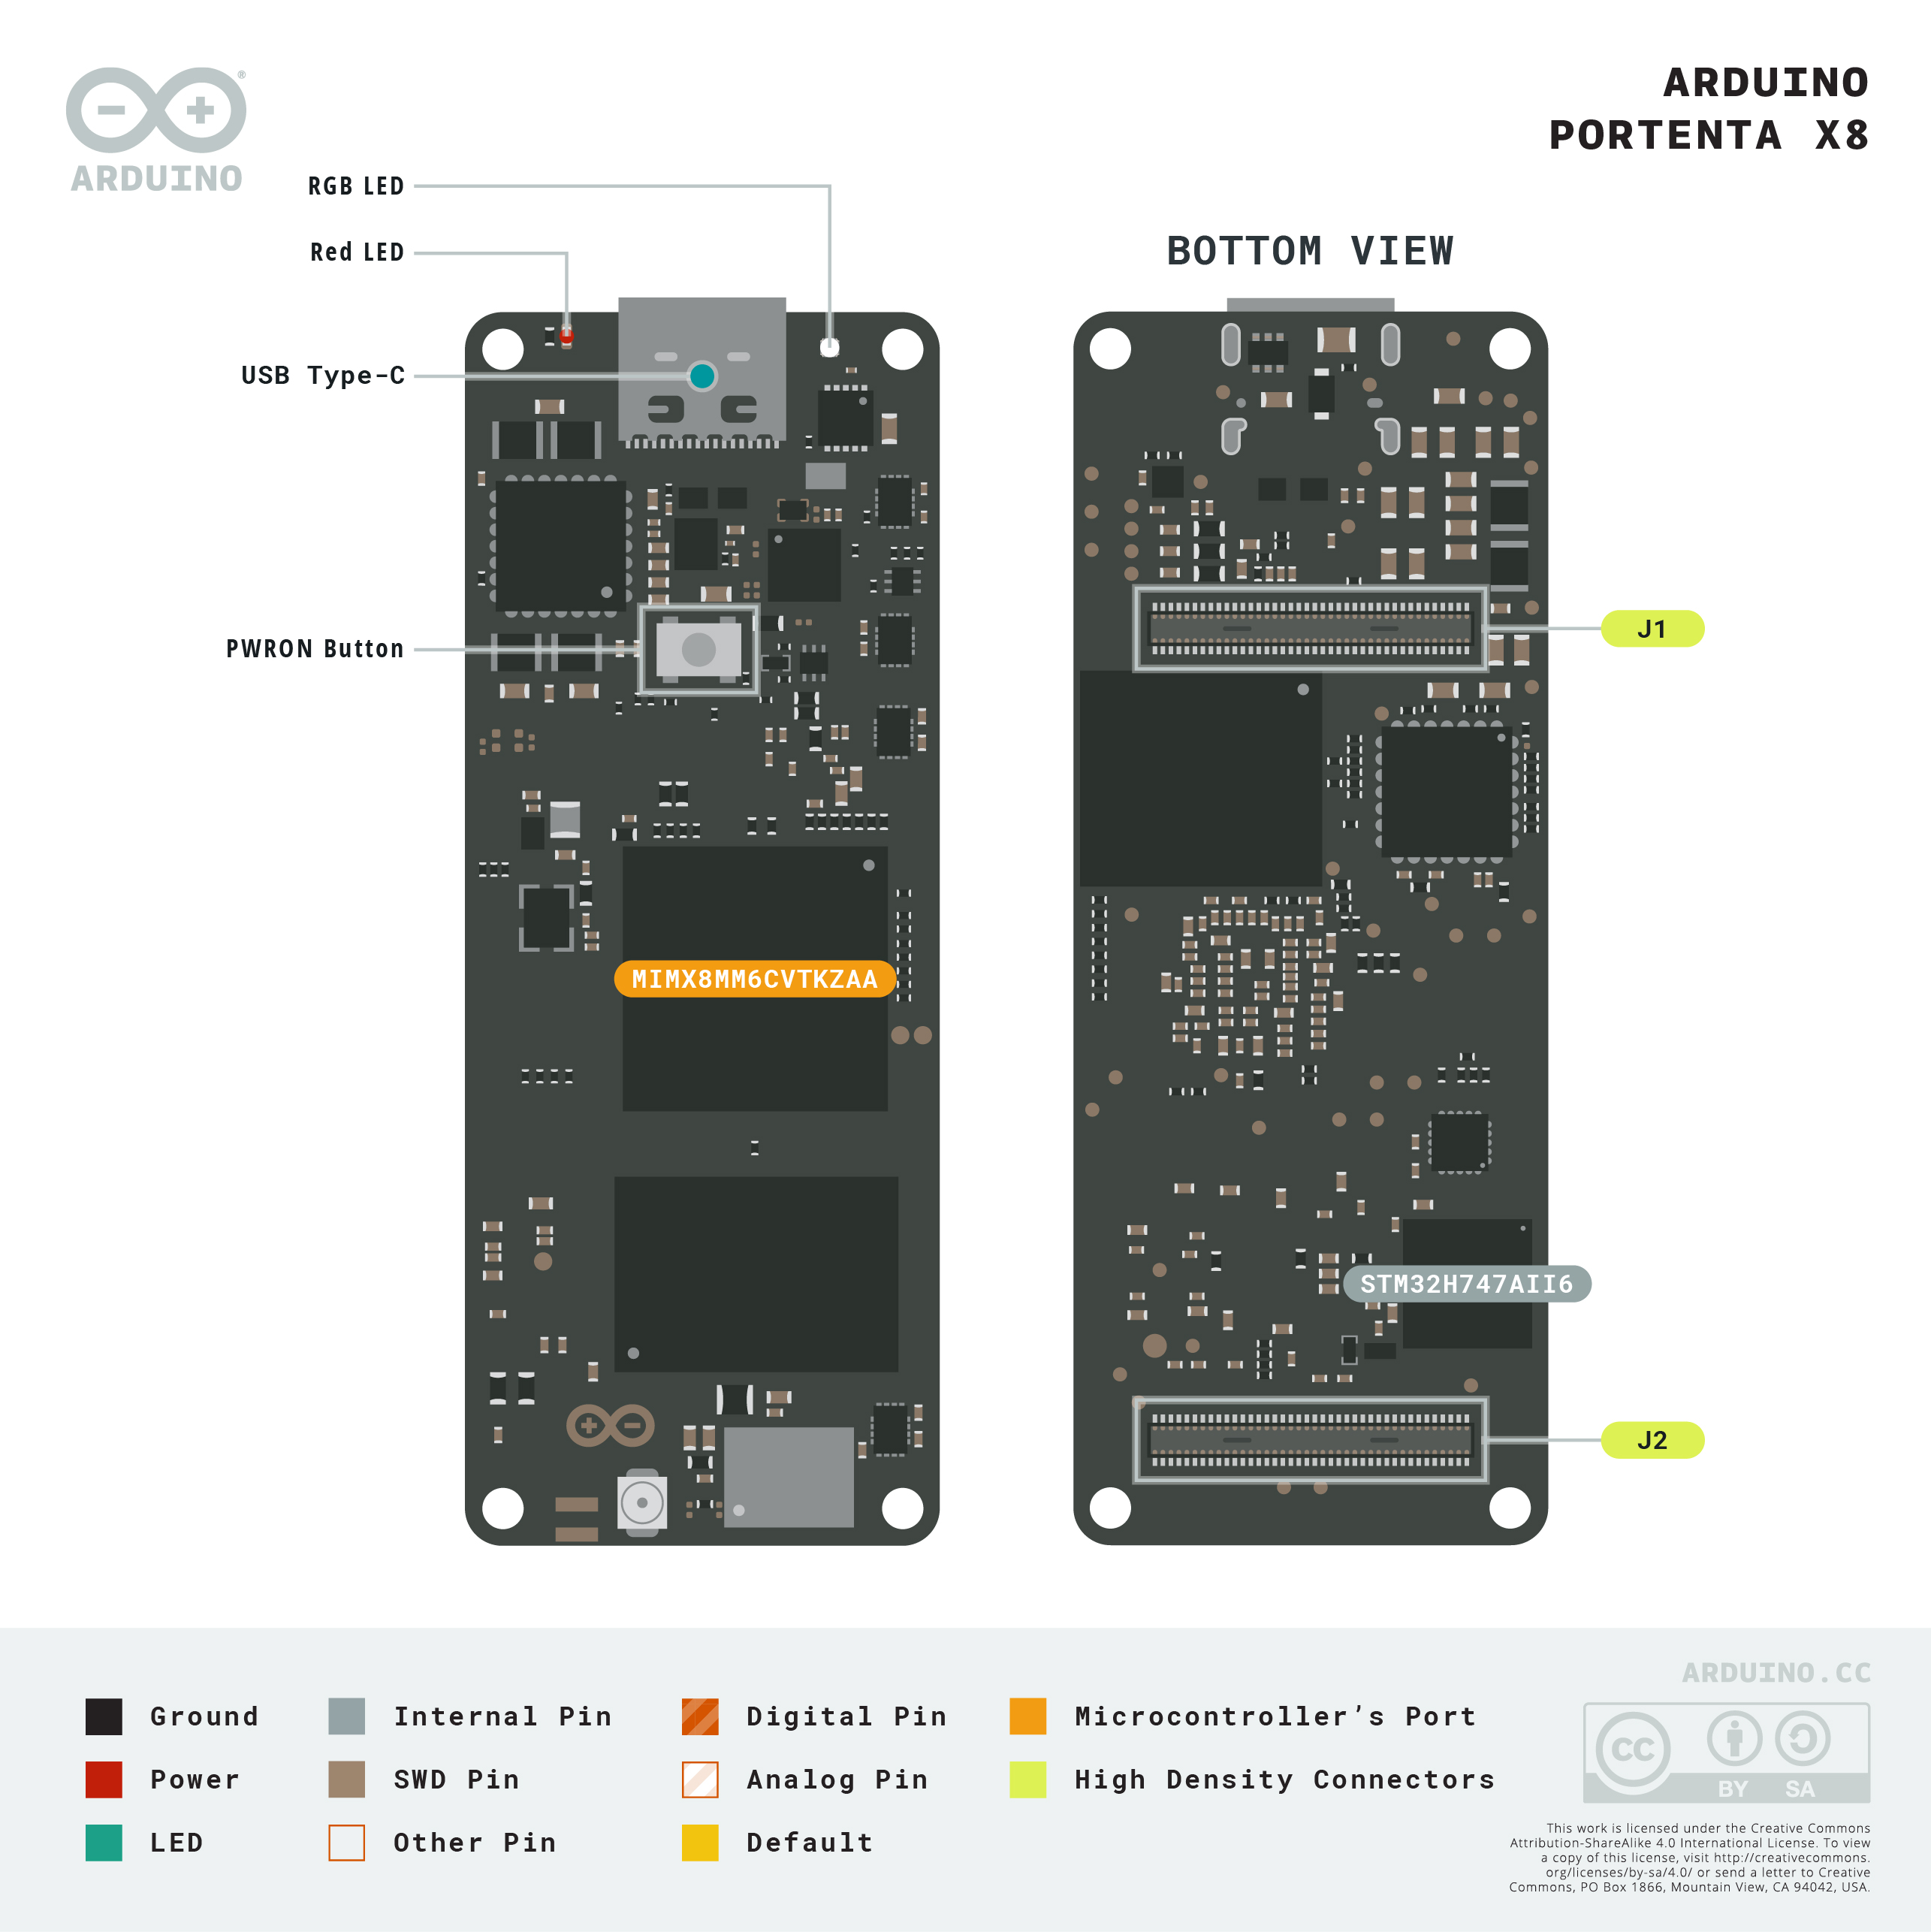 ARDUINO
ARDUINO
PORTENTA X8
RGB LED
Red LED
BOTTOM VIEW
USB Type-C
J1
PWRON Button
MIMX8MM6CVTKZAA
STM32H747AII6
J2
ARDUINO.CC
Ground
Internal Pin
Digital Pin
Microcontroller’s Port
Power
SWD Pin
Analog Pin
High Density Connectors
LED
Other Pin
Default
CC
BY SA
This work is licensed under the Creative Commons
Attribution-ShareAlike 4.0 International License. To view
a copy of this license, visit http://creativecommons.
org/licenses/by-sa/4.0/ or send a letter to Creative
Commons, PO Box 1866, Mountain View, CA 94042, USA.